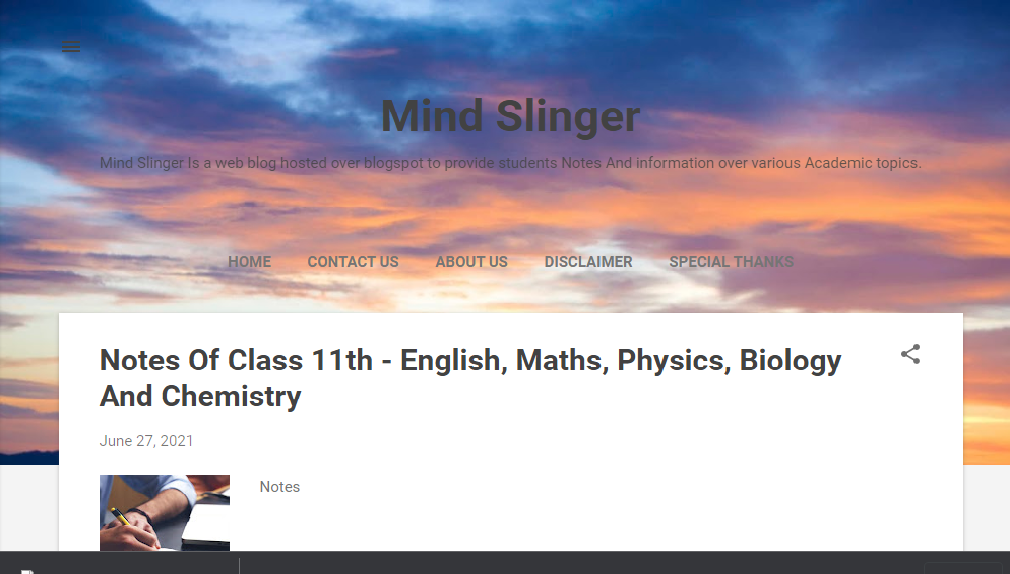 Mind Slinger
Mind Slinger Is a web blog hosted over blogspot to provide students Notes And information over various Academic topics.
HOME CONTACT US ABOUT US DISCLAIMER SPECIAL THANKS
Notes Of Class 11th - English, Maths, Physics, Biology
And Chemistry
June 27, 2021
Notes